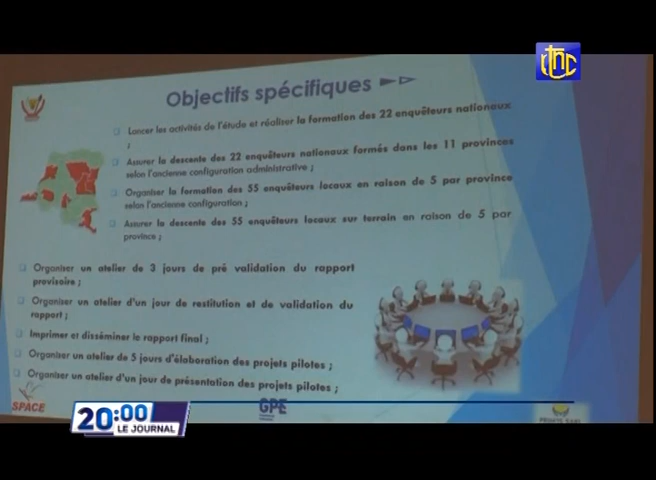 Objectifs spécifiques
Lancer les activités de l'étude et réaliser la formation des 22 enquêteurs nationaux
;
Assurer la descente des 22 enquêteurs nationaux formés dans les 11 provinces
selon l'ancienne configuration administrative ;
Organiser la formation des 55 enquêteurs locaux en raison de 5 par province
selon l'ancienne configuration ;
Assurer la descente des 55 enquêteurs locaux sur terrain en raison de 5 par
province ;
Organiser un atelier de 3 jours de pré validation du rapport
provisoire ;
Organiser un atelier d'un jour de restitution et de validation du
rapport ;
Imprimer et disséminer le rapport final ;
Organiser un atelier de 5 jours d'élaboration des projets pilotes ;
Organiser un atelier d'un jour de présentation des projets pilotes ;
SPACE
GPE
20:00
LE JOURNAL